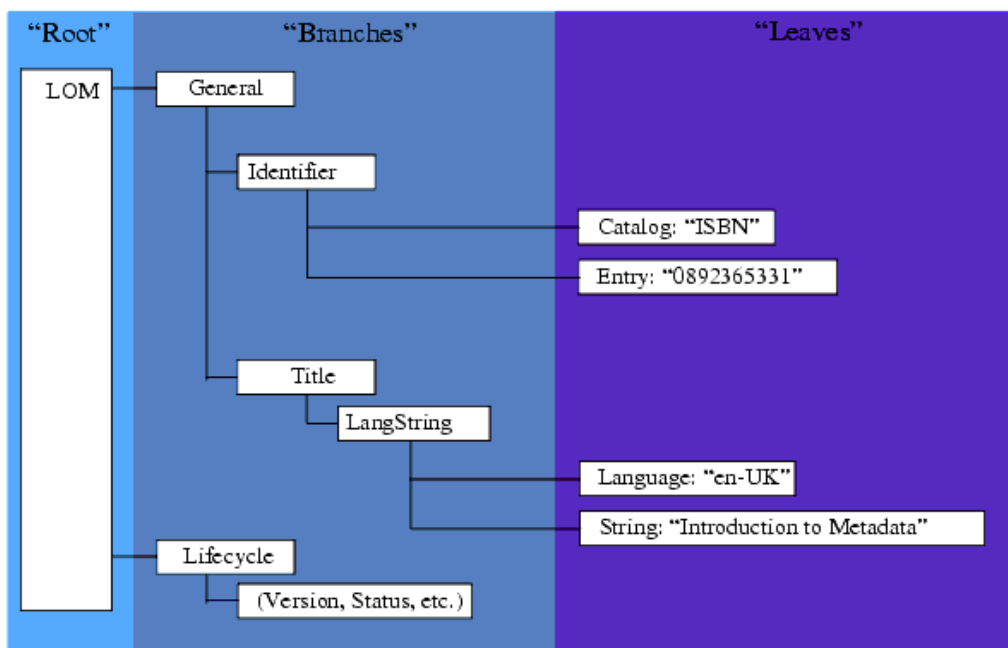 “Root” “Branches” “Leaves”
LOM General
Identifier
Catalog: “ISBN”
Entry: “0892365331”
Title
LangString
Language: “en-UK”
String: “Introduction to Metadata”
Lifecycle
(Version, Status, etc.)